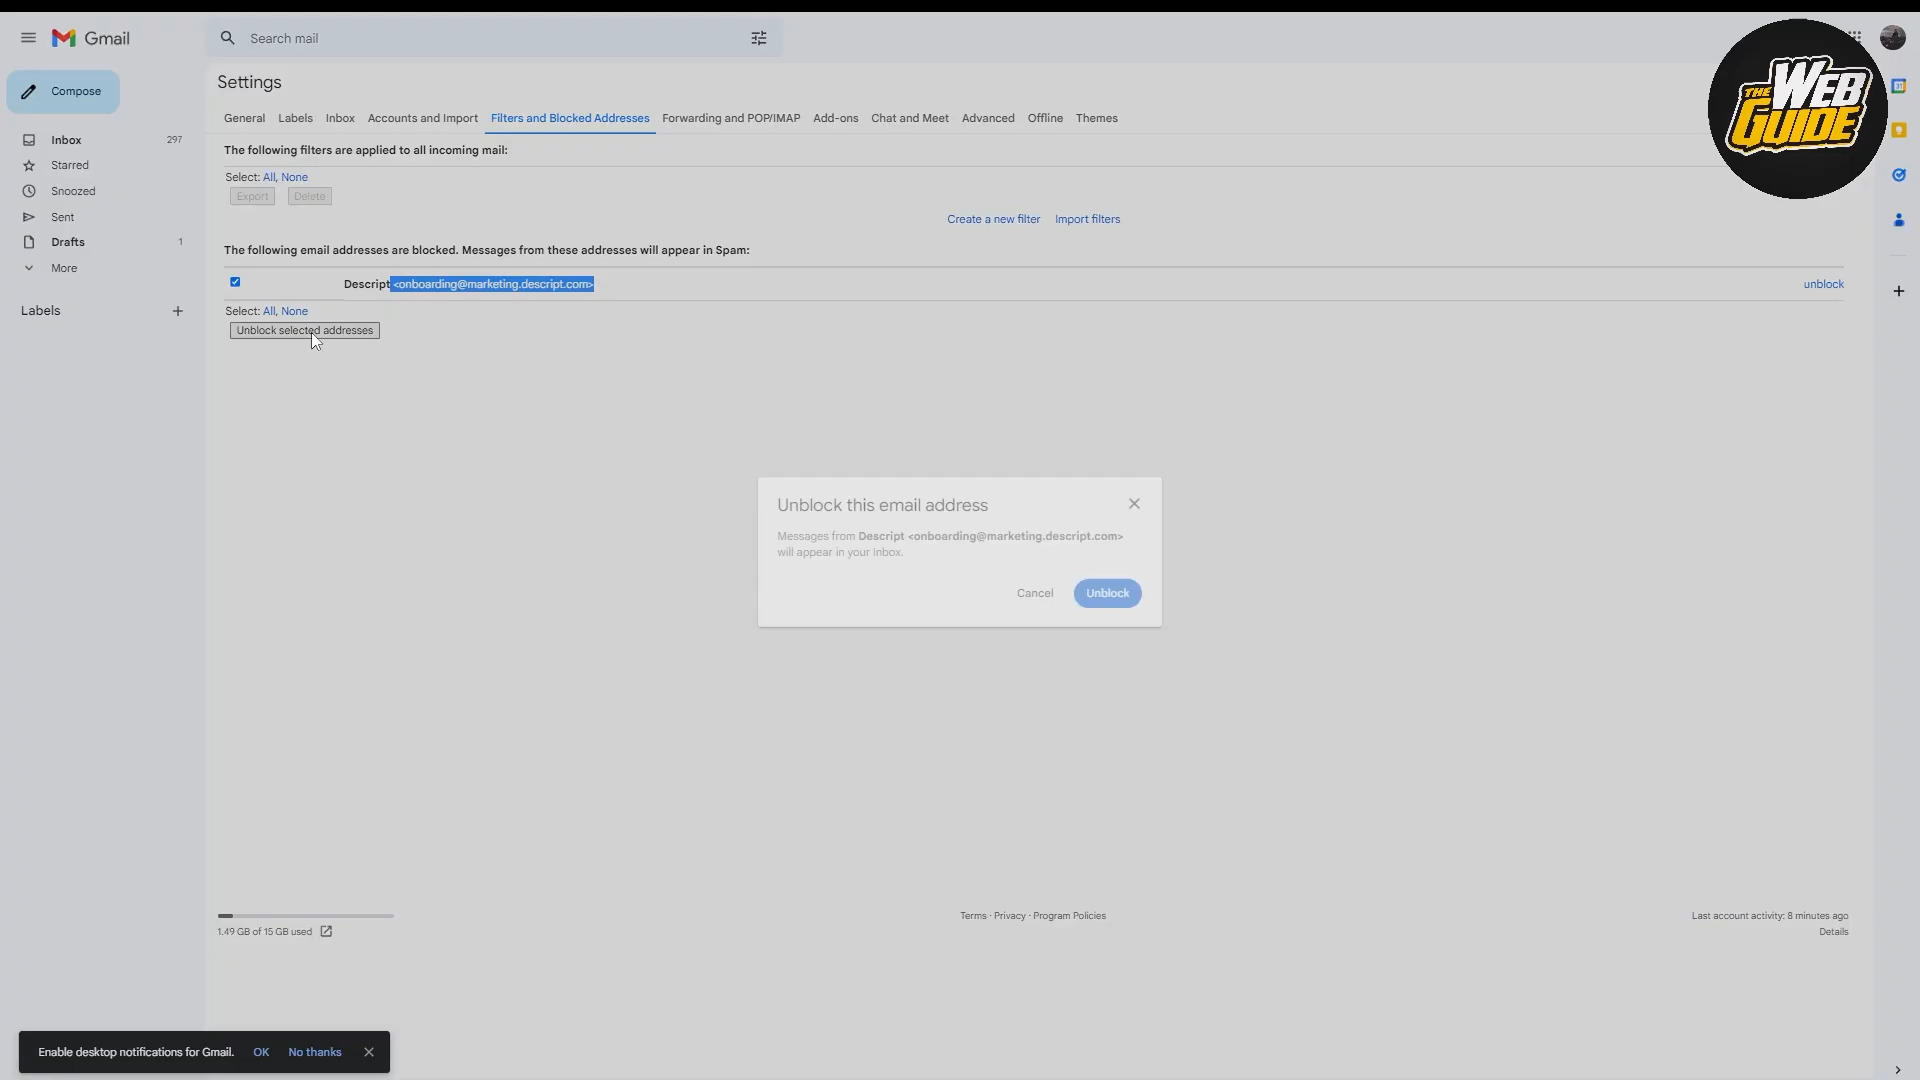 Gmail
Search mail
THE WEB GUIDE
Compose
Inbox 297
Starred
Snoozed
Sent
Drafts 1
More
Labels
Settings
General Labels Inbox Accounts and Import Filters and Blocked Addresses Forwarding and POP/IMAP Add-ons Chat and Meet Advanced Offline Themes
The following filters are applied to all incoming mail:
Select: All, None
Export Delete
Create a new filter Import filters
The following email addresses are blocked. Messages from these addresses will appear in Spam:
Descript <onboarding@marketing.descript.com> unblock
Select: All, None
Unblock selected addresses
Unblock this email address
Messages from Descript <onboarding@marketing.descript.com>
will appear in your inbox.
Cancel Unblock
1.49 GB of 15 GB used
Terms · Privacy · Program Policies
Last account activity: 8 minutes ago
Details
Enable desktop notifications for Gmail. OK No thanks
31